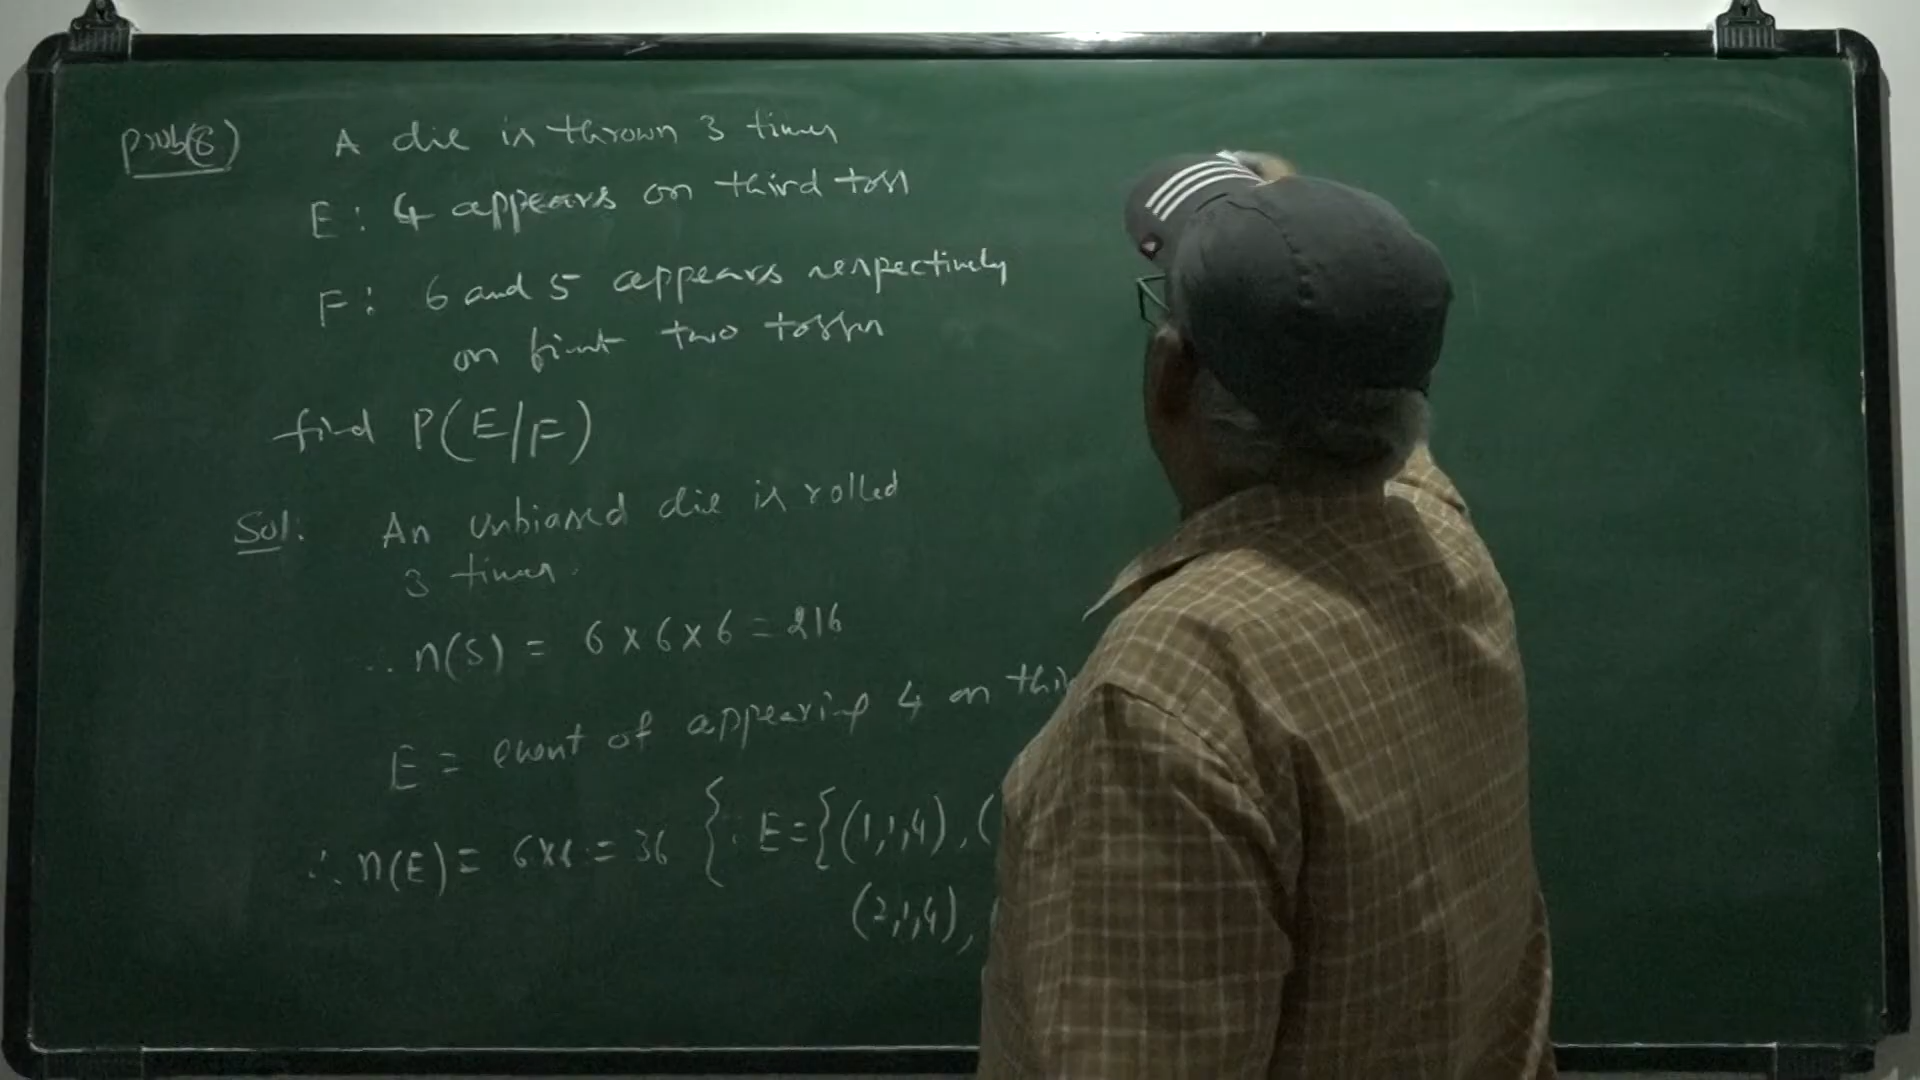 Prob(8) A die is thrown 3 times
E: 4 appears on third toss
F: 6 and 5 appears respectively
on first two tosses
find P(E/F)
Sol: An unbiased die is rolled
3 times.
∴ n(S) = 6 × 6 × 6 = 216
E = event of appearing 4 on
∴ n(E) = 6×6 = 36 { ∵ E = {(1,1,4), (
(2,1,4),